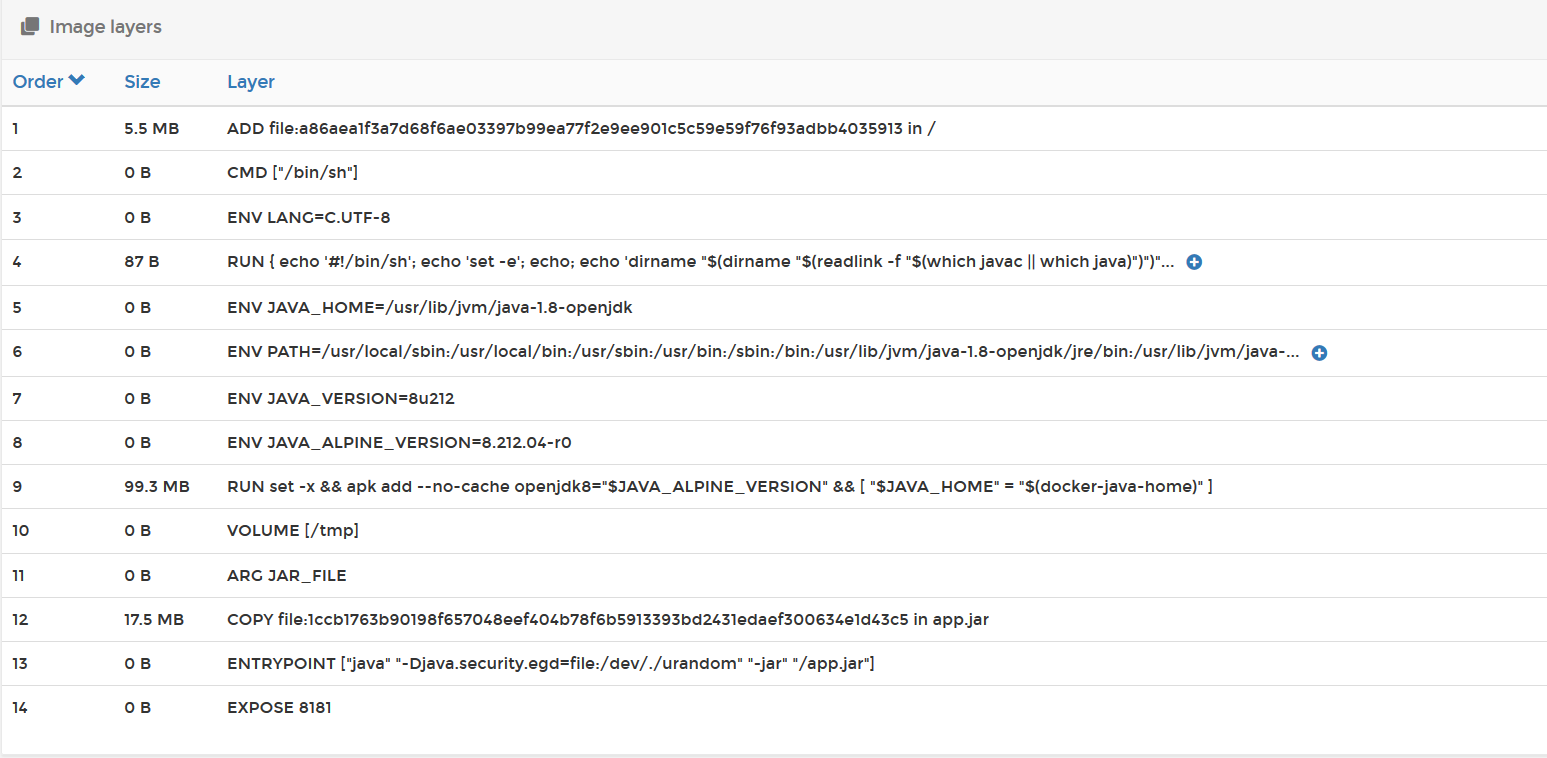 Image layers
Order Size Layer
1 5.5 MB ADD file:a86aea1f3a7d68f6ae03397b99ea77f2e9ee901c5c59e59f76f93adbb4035913 in /
2 0 B CMD ["/bin/sh"]
3 0 B ENV LANG=C.UTF-8
4 87 B RUN { echo '#!/bin/sh'; echo 'set -e'; echo; echo 'dirname "$(dirname "$(readlink -f "$(which javac || which java)")")"...
5 0 B ENV JAVA_HOME=/usr/lib/jvm/java-1.8-openjdk
6 0 B ENV PATH=/usr/local/sbin:/usr/local/bin:/usr/sbin:/usr/bin:/sbin:/bin:/usr/lib/jvm/java-1.8-openjdk/jre/bin:/usr/lib/jvm/java-...
7 0 B ENV JAVA_VERSION=8u212
8 0 B ENV JAVA_ALPINE_VERSION=8.212.04-r0
9 99.3 MB RUN set -x && apk add --no-cache openjdk8="$JAVA_ALPINE_VERSION" && [ "$JAVA_HOME" = "$(docker-java-home)" ]
10 0 B VOLUME [/tmp]
11 0 B ARG JAR_FILE
12 17.5 MB COPY file:1ccb1763b90198f657048eef404b78f6b5913393bd2431edaef300634e1d43c5 in app.jar
13 0 B ENTRYPOINT ["java" "-Djava.security.egd=file:/dev/./urandom" "-jar" "/app.jar"]
14 0 B EXPOSE 8181